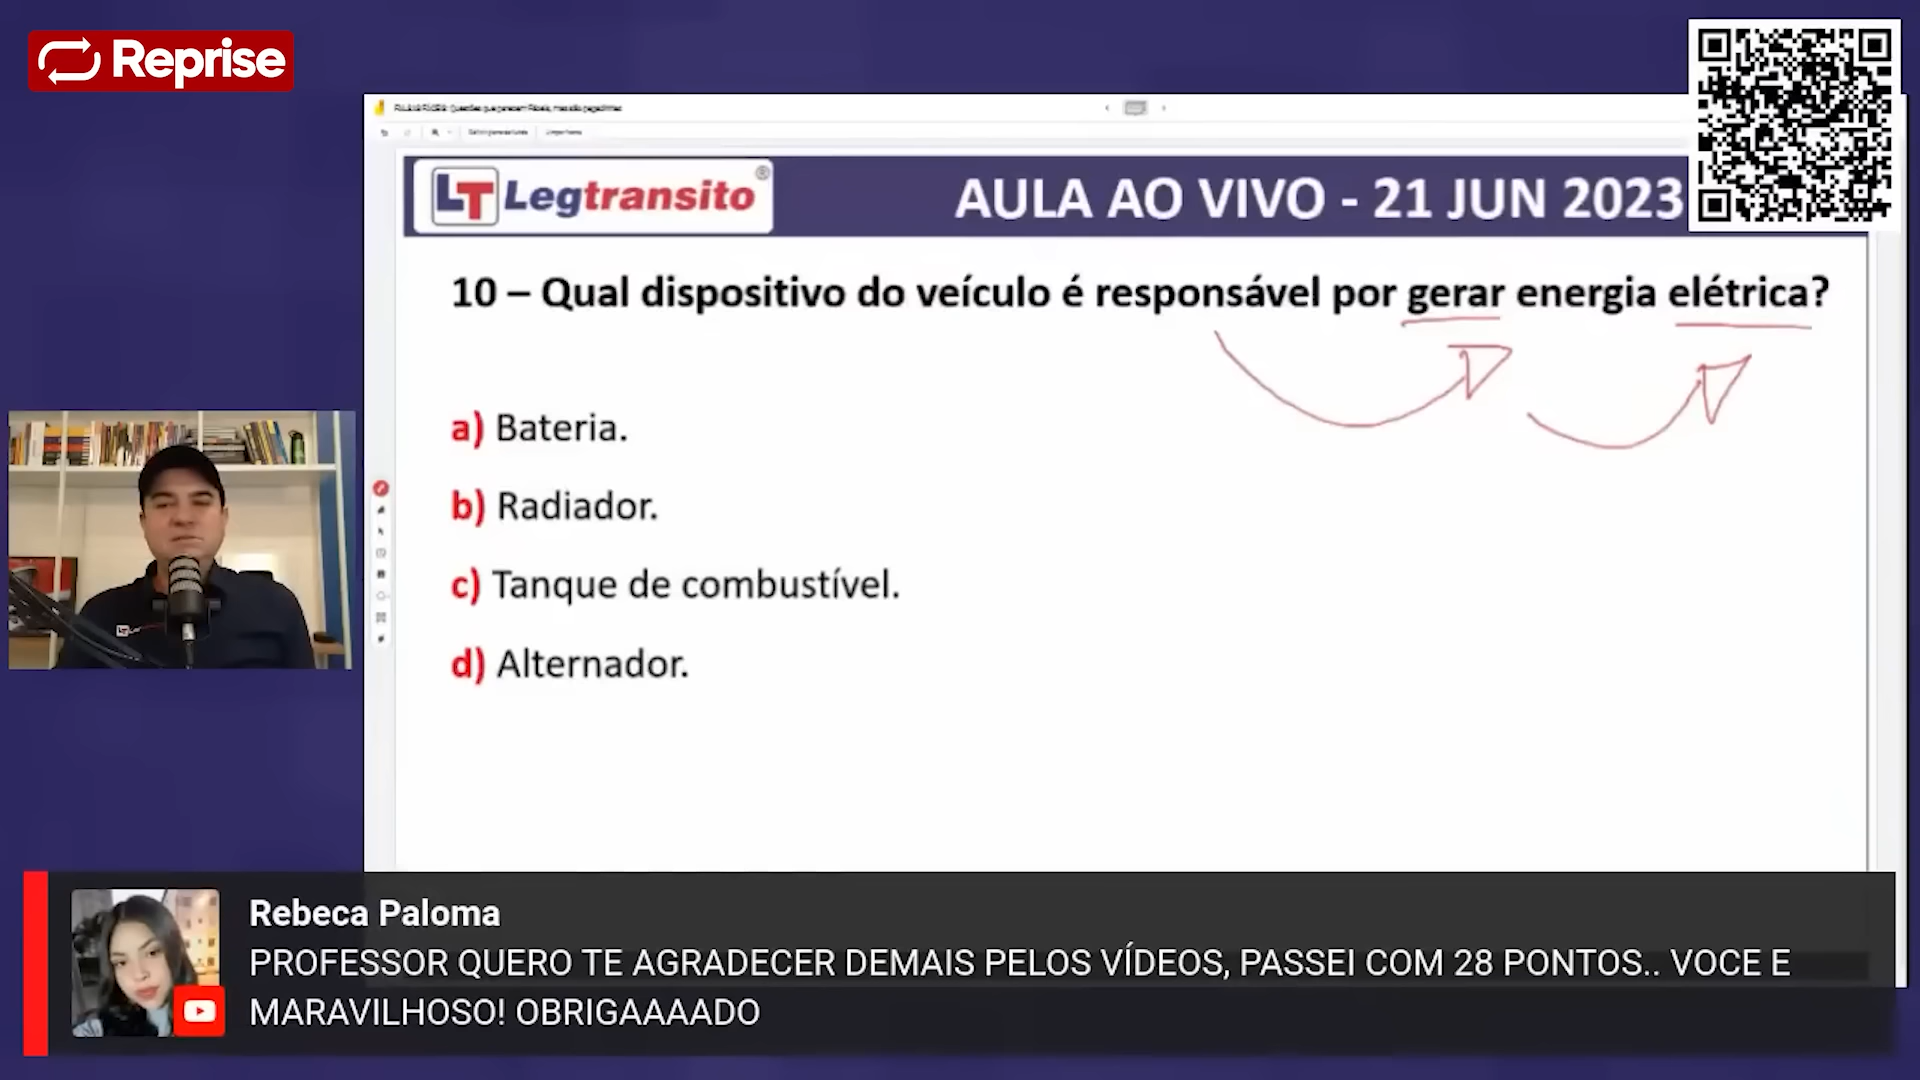 Reprise
LT Legtransito®
AULA AO VIVO - 21 JUN 2023
10 – Qual dispositivo do veículo é responsável por gerar energia elétrica?
a) Bateria.
b) Radiador.
c) Tanque de combustível.
d) Alternador.
Rebeca Paloma
PROFESSOR QUERO TE AGRADECER DEMAIS PELOS VÍDEOS, PASSEI COM 28 PONTOS.. VOCE E
MARAVILHOSO! OBRIGAAAADO